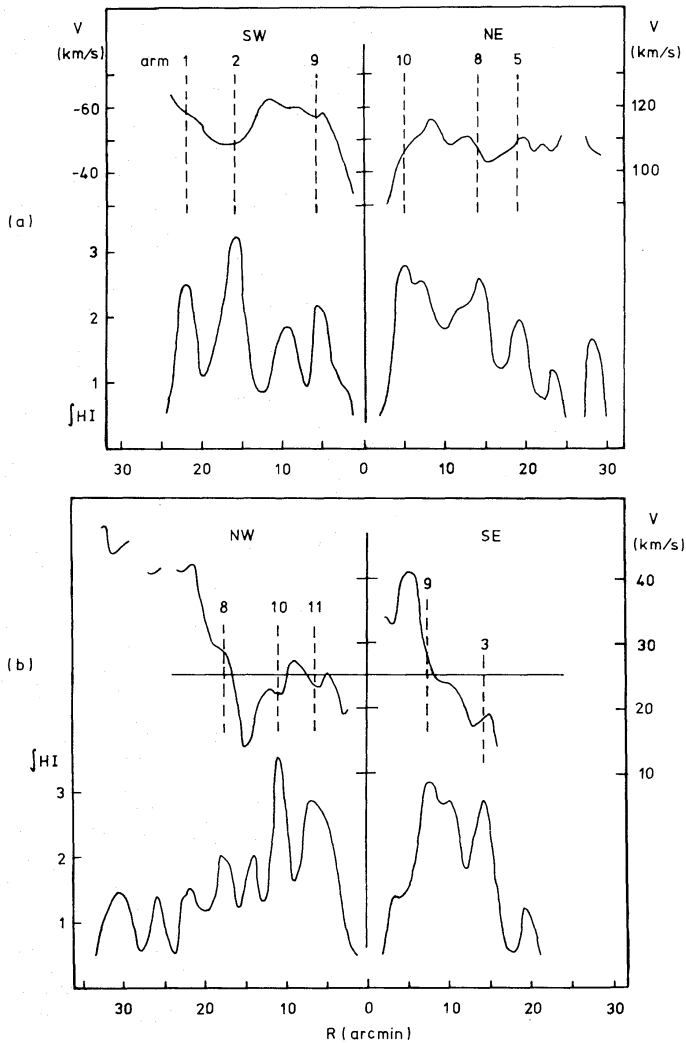 V
(km/s)
SW
NE
V
(km/s)
arm 1 2 9 10 8 5
-60
-40
120
100
(a)
3
2
1
∫HI
30 20 10 0 10 20 30
NW
SE
V
(km/s)
8 10 11 9 3
40
30
20
10
(b)
∫HI
3
2
1
30 20 10 0 10 20 30
R (arcmin)